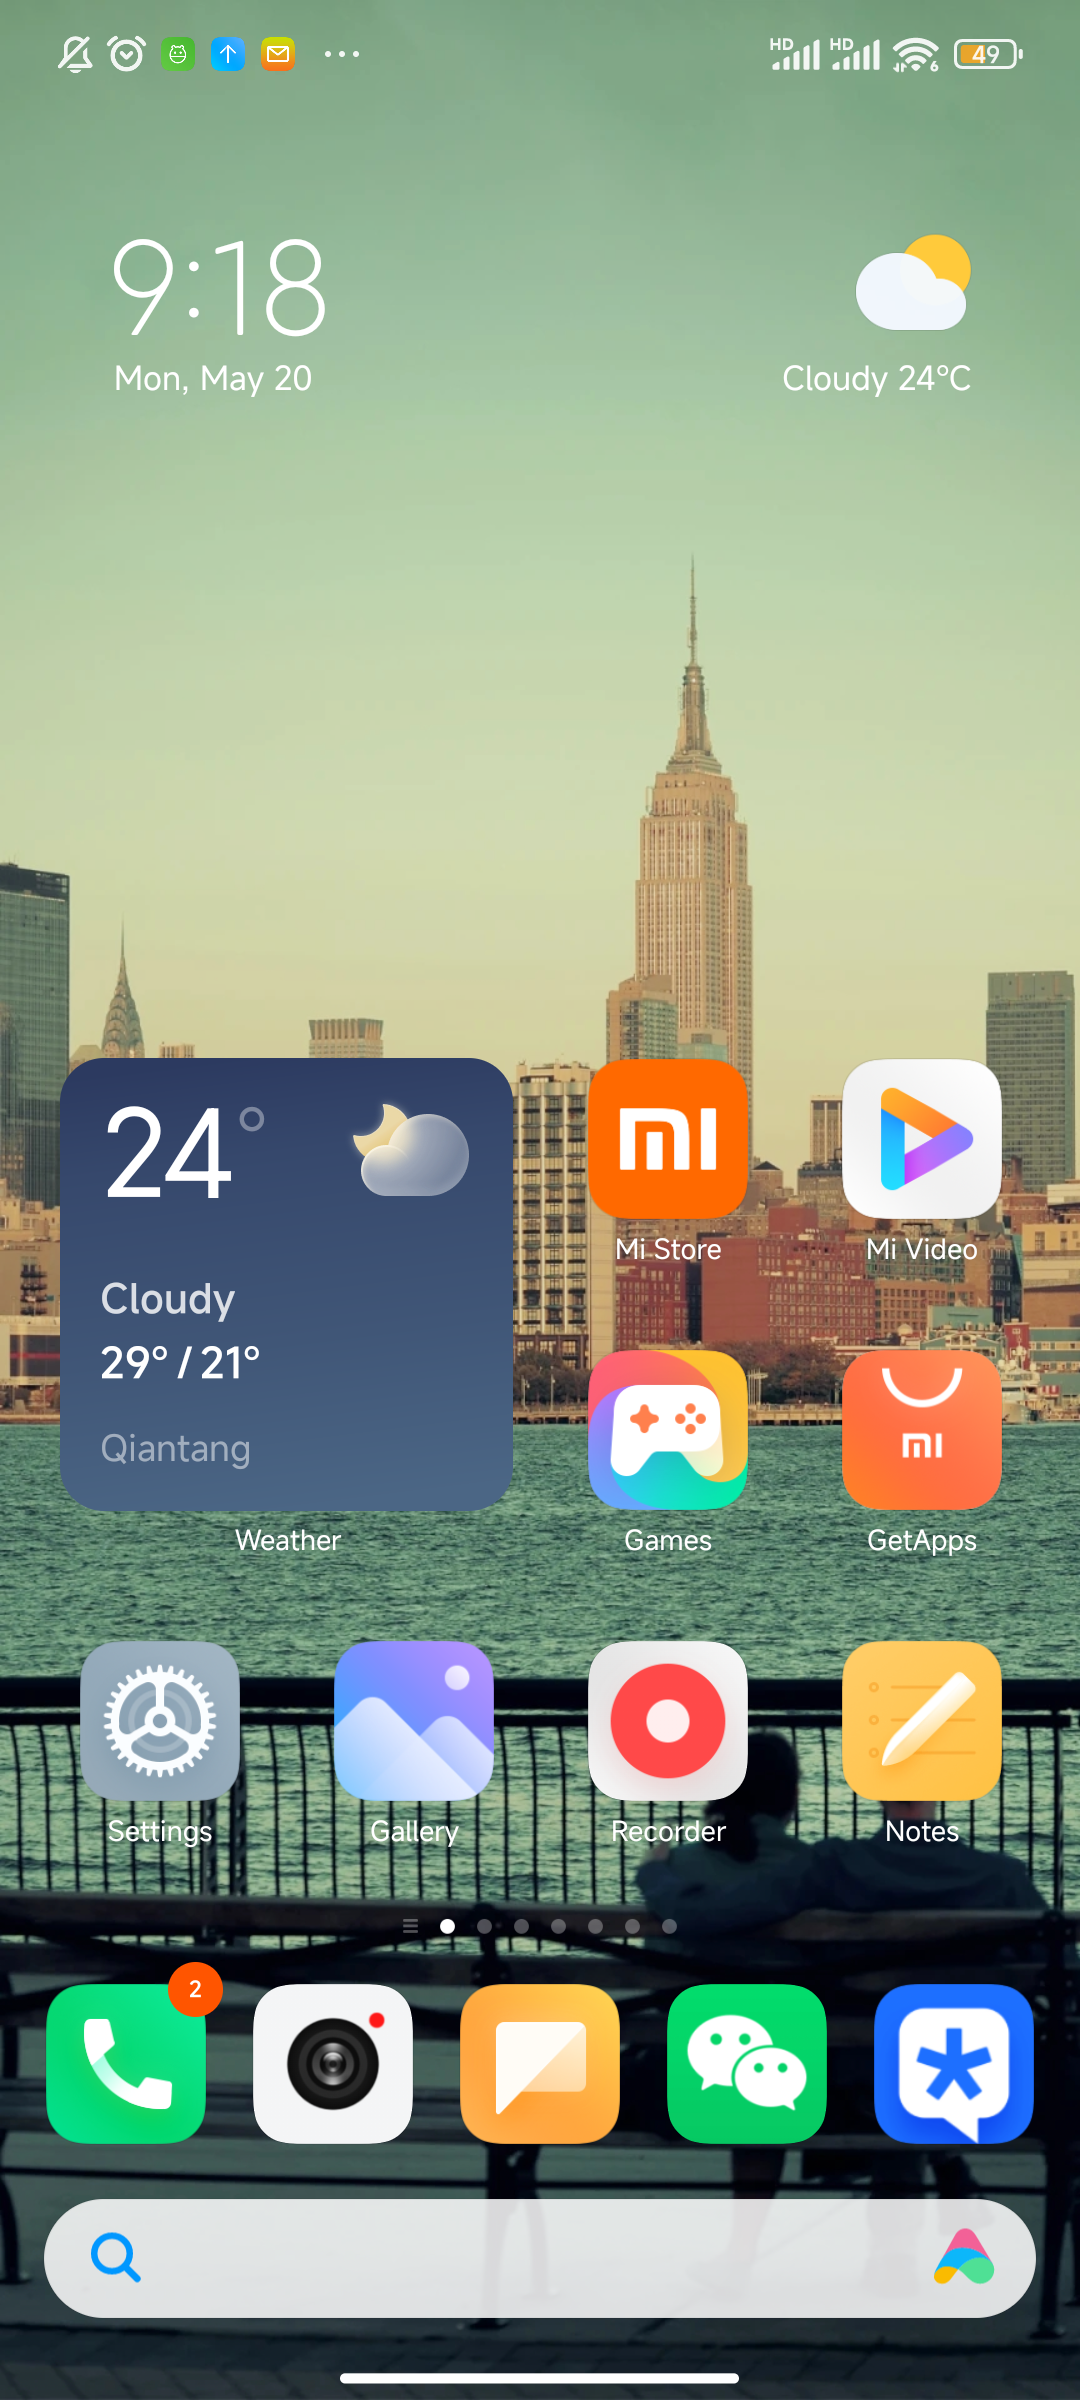 HD HD 6 49
9:18
Mon, May 20
Cloudy 24°C
24°
Cloudy
29° / 21°
Qiantang
Weather
Mi Store
Mi Video
Games
GetApps
Settings
Gallery
Recorder
Notes
2